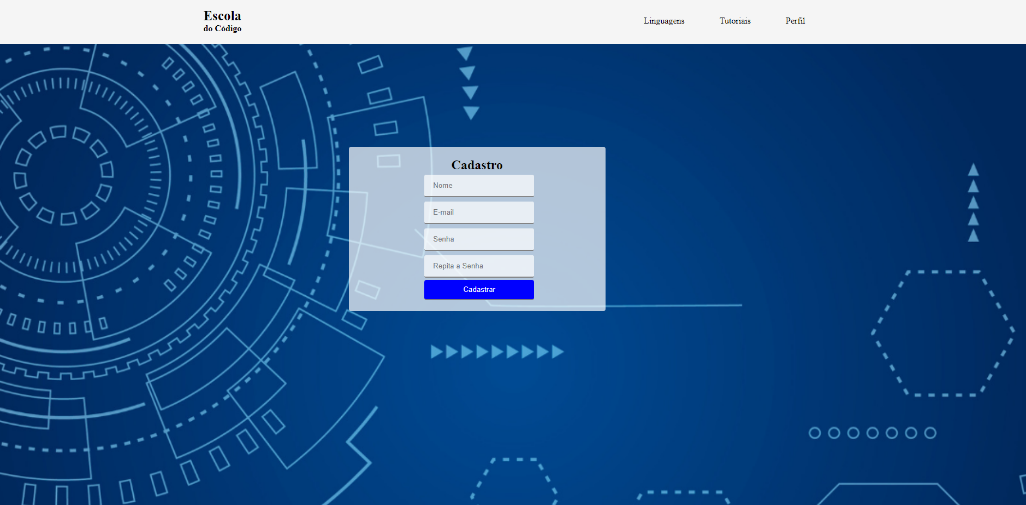 Escola
do Código
Linguagens
Tutoriais
Perfil
Cadastro
Nome
E-mail
Senha
Repita a Senha
Cadastrar